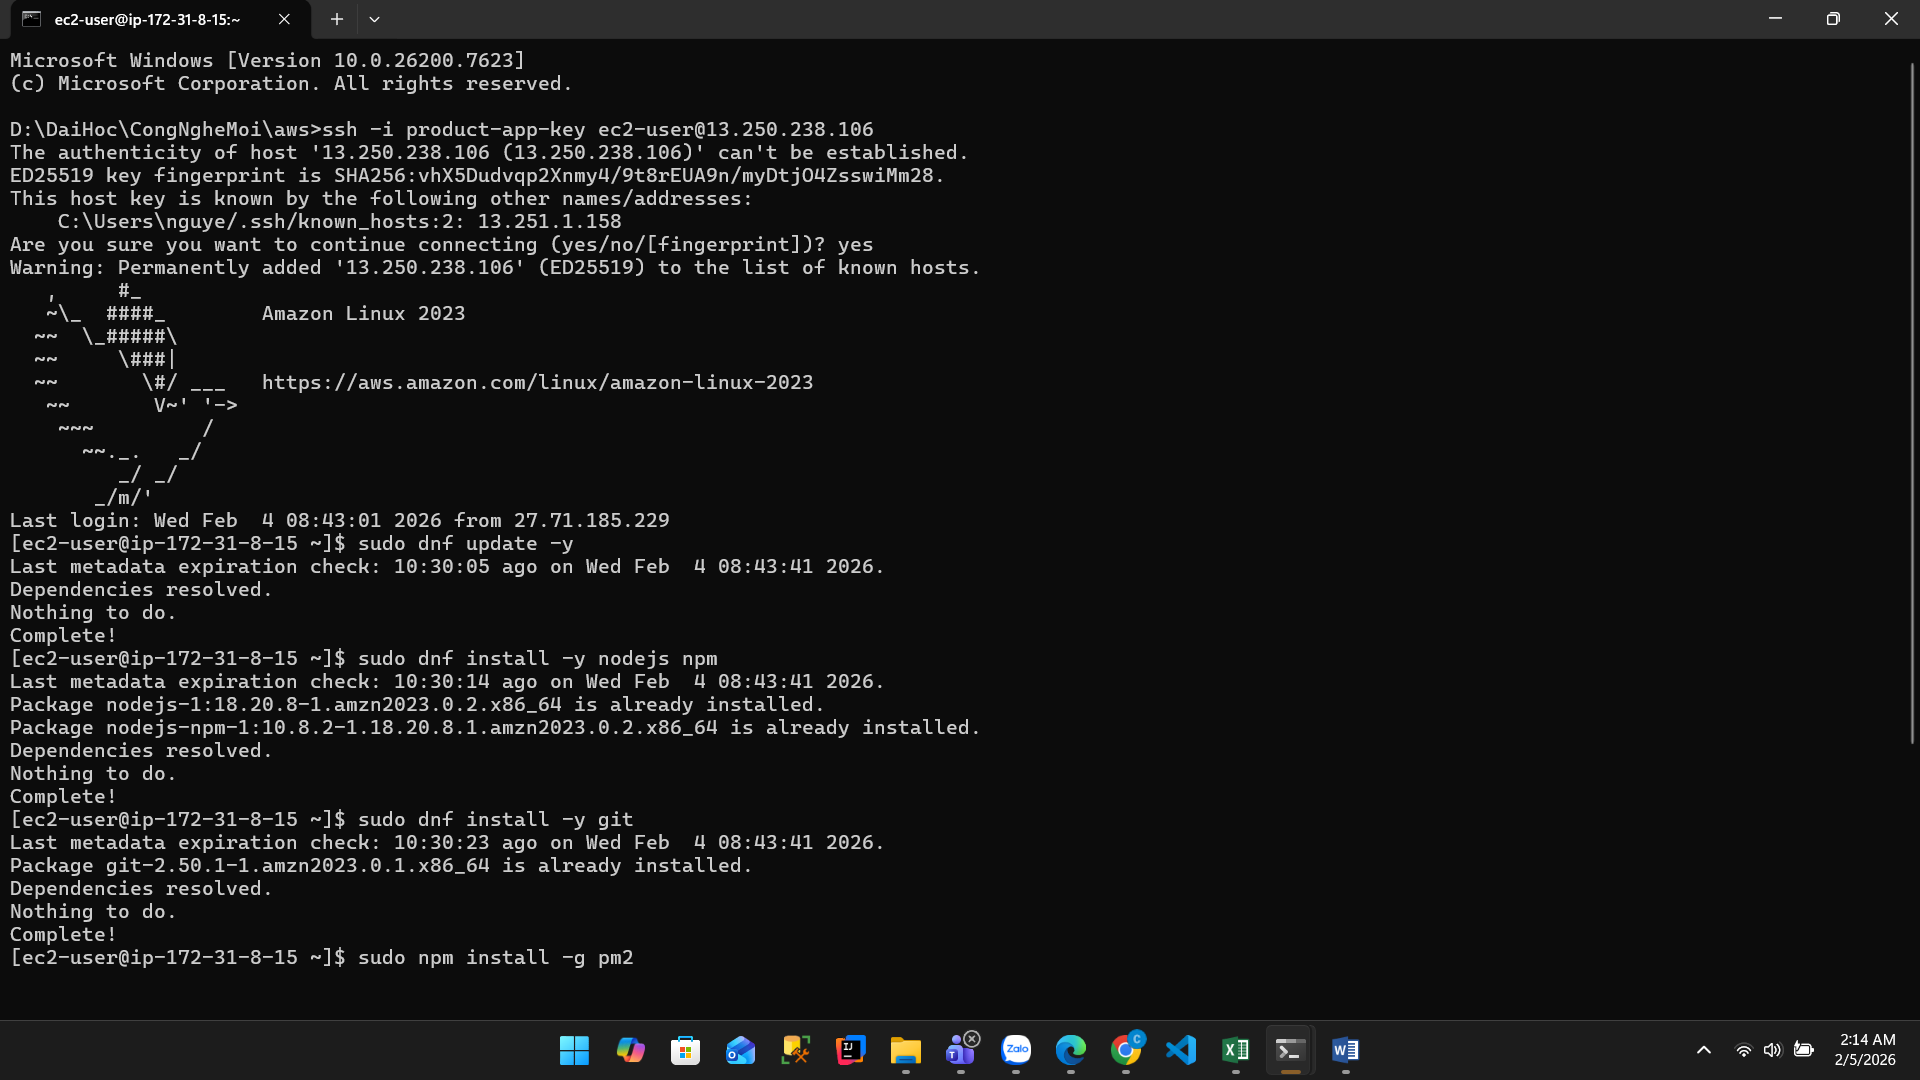 ec2-user@ip-172-31-8-15:~
Microsoft Windows [Version 10.0.26200.7623]
(c) Microsoft Corporation. All rights reserved.
D:\DaiHoc\CongNgheMoi\aws>ssh -i product-app-key ec2-user@13.250.238.106
The authenticity of host '13.250.238.106 (13.250.238.106)' can't be established.
ED25519 key fingerprint is SHA256:vhX5Dudvqp2Xnmy4/9t8rEUA9n/myDtjO4ZsswiMm28.
This host key is known by the following other names/addresses:
    C:\Users\nguye/.ssh/known_hosts:2: 13.251.1.158
Are you sure you want to continue connecting (yes/no/[fingerprint])? yes
Warning: Permanently added '13.250.238.106' (ED25519) to the list of known hosts.
   ,     #_
   ~\_  ####_        Amazon Linux 2023
  ~~  \_#####\
  ~~     \###|
  ~~       \#/ ___   https://aws.amazon.com/linux/amazon-linux-2023
   ~~       V~' '->
    ~~~         /
      ~~._.   _/
         _/ _/
       _/m/'
Last login: Wed Feb  4 08:43:01 2026 from 27.71.185.229
[ec2-user@ip-172-31-8-15 ~]$ sudo dnf update -y
Last metadata expiration check: 10:30:05 ago on Wed Feb  4 08:43:41 2026.
Dependencies resolved.
Nothing to do.
Complete!
[ec2-user@ip-172-31-8-15 ~]$ sudo dnf install -y nodejs npm
Last metadata expiration check: 10:30:14 ago on Wed Feb  4 08:43:41 2026.
Package nodejs-1:18.20.8-1.amzn2023.0.2.x86_64 is already installed.
Package nodejs-npm-1:10.8.2-1.18.20.8.1.amzn2023.0.2.x86_64 is already installed.
Dependencies resolved.
Nothing to do.
Complete!
[ec2-user@ip-172-31-8-15 ~]$ sudo dnf install -y git
Last metadata expiration check: 10:30:23 ago on Wed Feb  4 08:43:41 2026.
Package git-2.50.1-1.amzn2023.0.1.x86_64 is already installed.
Dependencies resolved.
Nothing to do.
Complete!
[ec2-user@ip-172-31-8-15 ~]$ sudo npm install -g pm2
Zalo
2:14 AM
2/5/2026